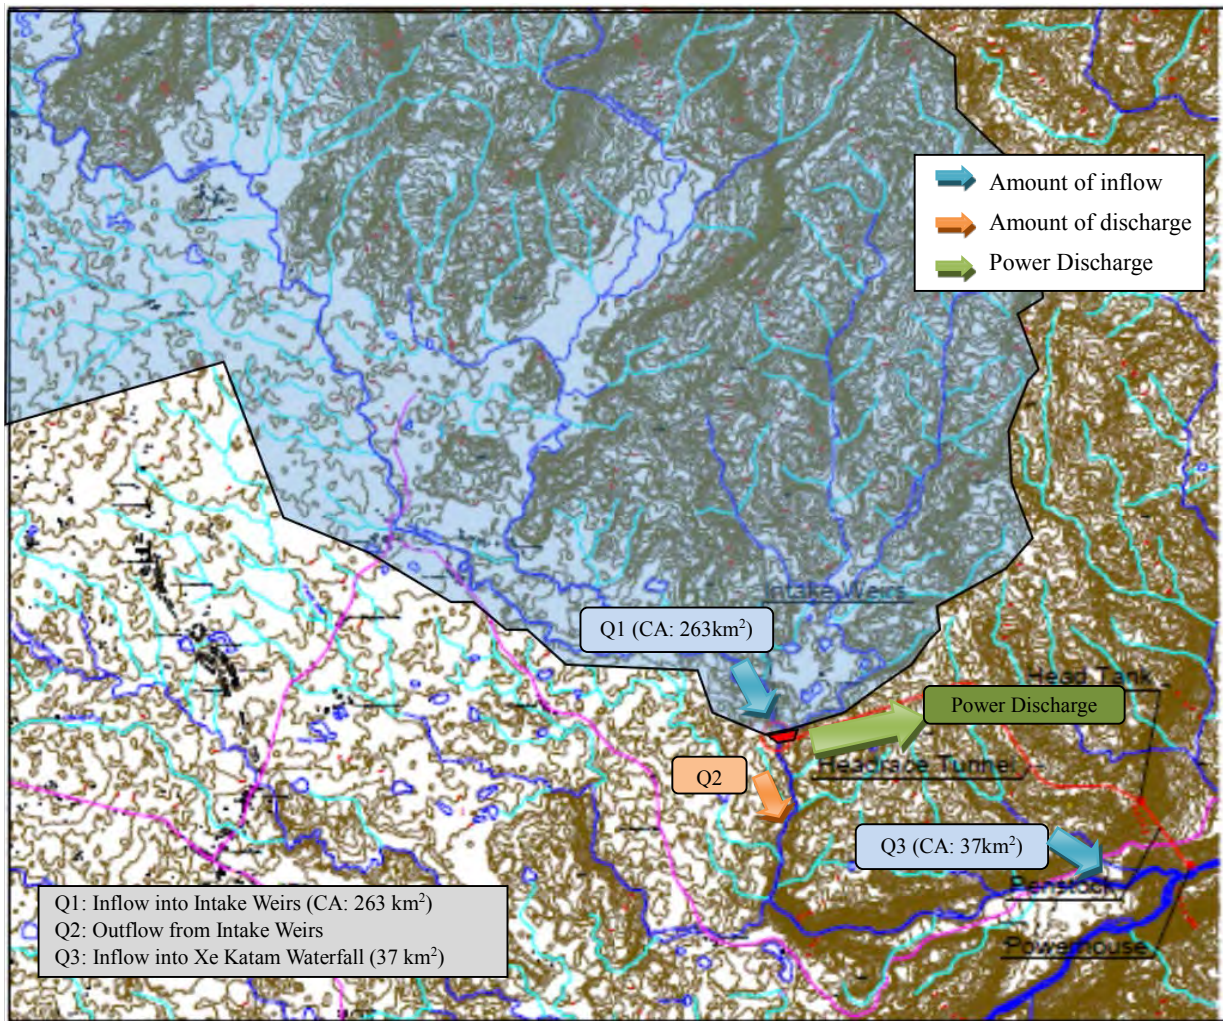 Amount of inflow
Amount of discharge
Power Discharge
Intake Weirs
Q1 (CA: 263km²)
Head Tank
Power Discharge
Headrace Tunnel
Q2
Q3 (CA: 37km²)
Penstock
Powerhouse
Q1: Inflow into Intake Weirs (CA: 263 km²)
Q2: Outflow from Intake Weirs
Q3: Inflow into Xe Katam Waterfall (37 km²)